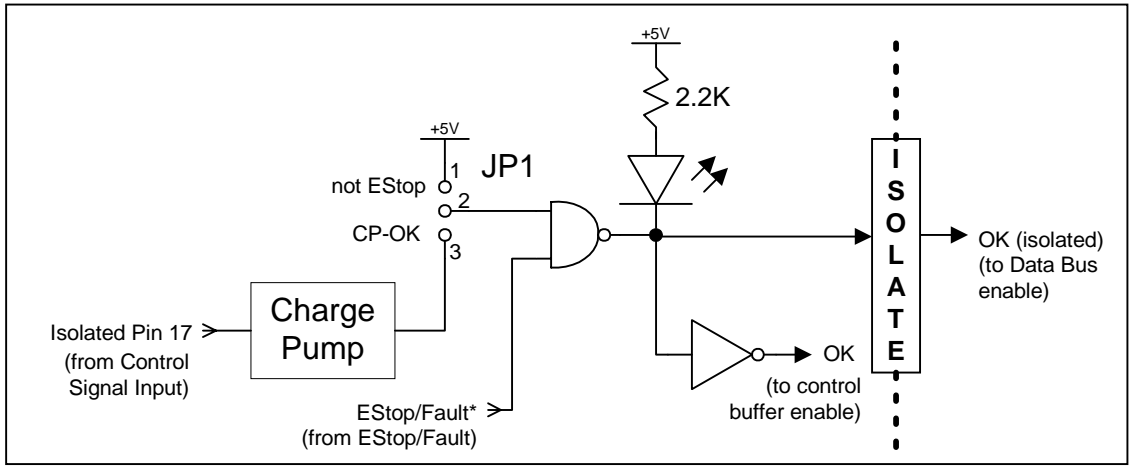 +5V
2.2K
+5V
JP1
1
not EStop
2
CP-OK
3
ISOLATE
OK (isolated)
(to Data Bus
enable)
Charge
Pump
Isolated Pin 17
(from Control
Signal Input)
OK
(to control
buffer enable)
EStop/Fault*
(from EStop/Fault)